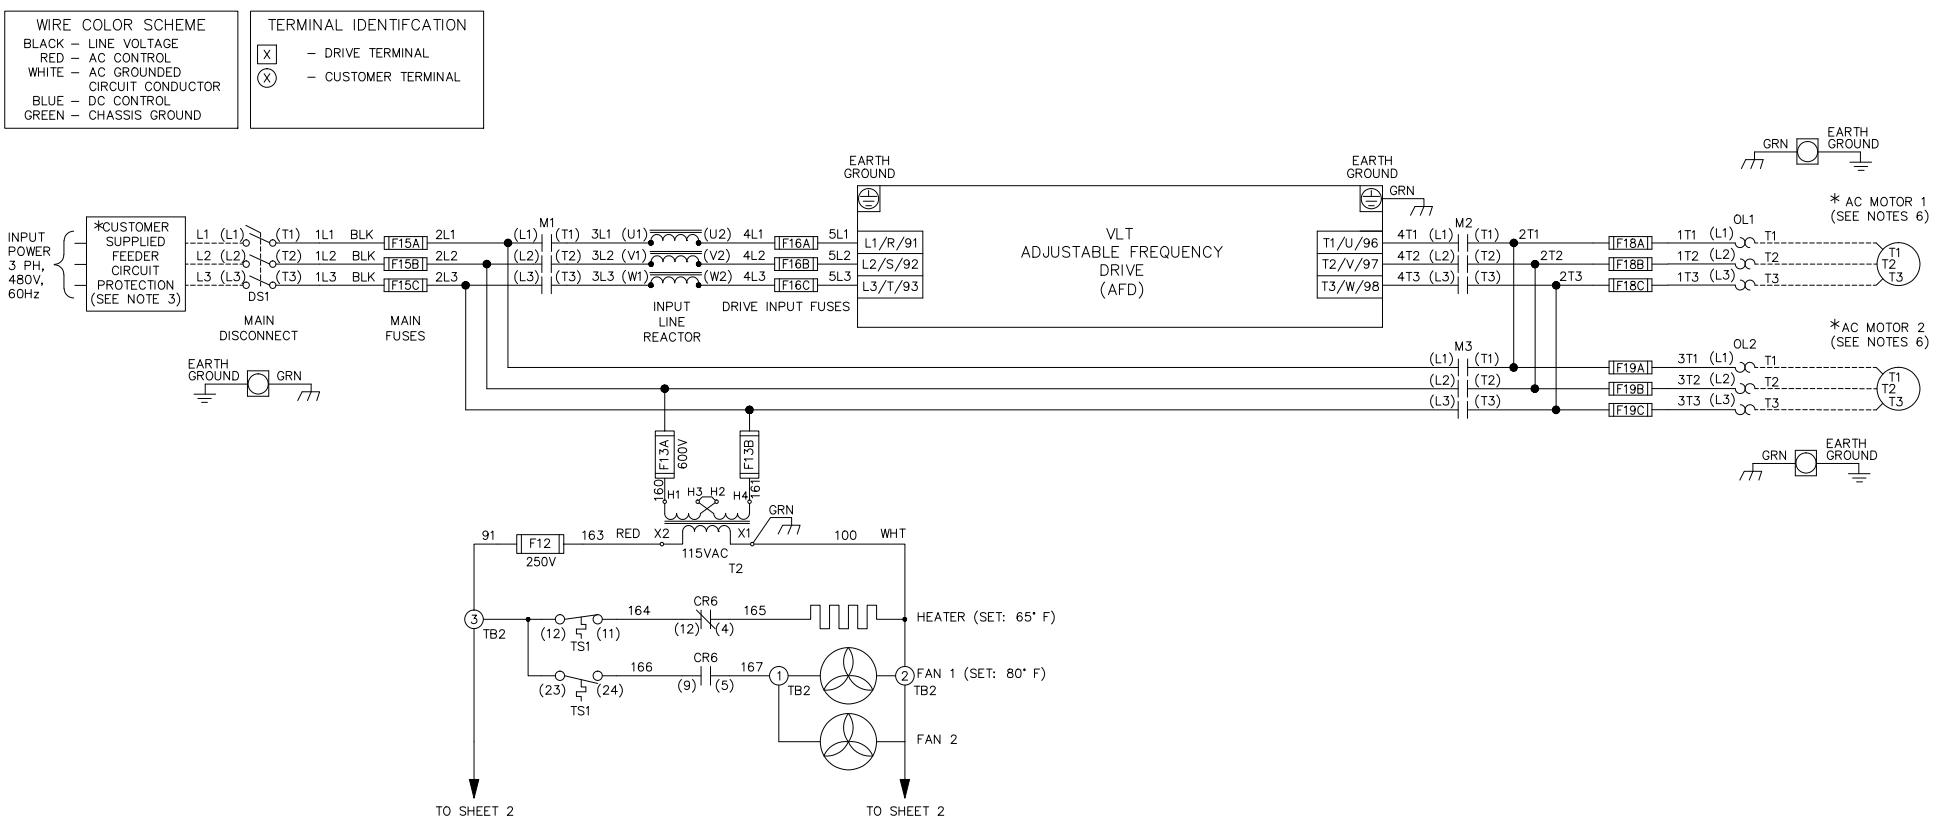 WIRE COLOR SCHEME
BLACK – LINE VOLTAGE
RED – AC CONTROL
WHITE – AC GROUNDED
CIRCUIT CONDUCTOR
BLUE – DC CONTROL
GREEN – CHASSIS GROUND
TERMINAL IDENTIFCATION
X – DRIVE TERMINAL
X – CUSTOMER TERMINAL
INPUT
POWER
3 PH,
480V,
60Hz
*CUSTOMER
SUPPLIED
FEEDER
CIRCUIT
PROTECTION
(SEE NOTE 3)
L1 (L1) (T1) 1L1 BLK F15A 2L1
L2 (L2) (T2) 1L2 BLK F15B 2L2
L3 (L3) (T3) 1L3 BLK F15C 2L3
DS1
MAIN
DISCONNECT
MAIN
FUSES
EARTH
GROUND
GRN
M1
(L1) (T1) 3L1 (U1) (U2) 4L1 F16A 5L1
(L2) (T2) 3L2 (V1) (V2) 4L2 F16B 5L2
(L3) (T3) 3L3 (W1) (W2) 4L3 F16C 5L3
INPUT
LINE
REACTOR
DRIVE INPUT FUSES
EARTH
GROUND
L1/R/91
L2/S/92
L3/T/93
VLT
ADJUSTABLE FREQUENCY
DRIVE
(AFD)
EARTH
GROUND
GRN
T1/U/96
T2/V/97
T3/W/98
M2
4T1 (L1) (T1) 2T1 F18A 1T1 (L1) T1
4T2 (L2) (T2) 2T2 F18B 1T2 (L2) T2
4T3 (L3) (T3) 2T3 F18C 1T3 (L3) T3
OL1
GRN
EARTH
GROUND
* AC MOTOR 1
(SEE NOTES 6)
T1
T2
T3
M3
(L1) (T1) F19A 3T1 (L1) T1
(L2) (T2) F19B 3T2 (L2) T2
(L3) (T3) F19C 3T3 (L3) T3
OL2
*AC MOTOR 2
(SEE NOTES 6)
T1
T2
T3
GRN
EARTH
GROUND
F13A
600V
F13B
160
161
H1 H3 H2 H4
GRN
91 F12 163 RED X2 X1 100 WHT
250V
115VAC
T2
3
TB2
(12) (11)
TS1
164
CR6
(12) (4)
165
HEATER (SET: 65° F)
(23) (24)
TS1
166
CR6
(9) (5)
167
1
TB2
2
TB2
FAN 1 (SET: 80° F)
FAN 2
TO SHEET 2
TO SHEET 2